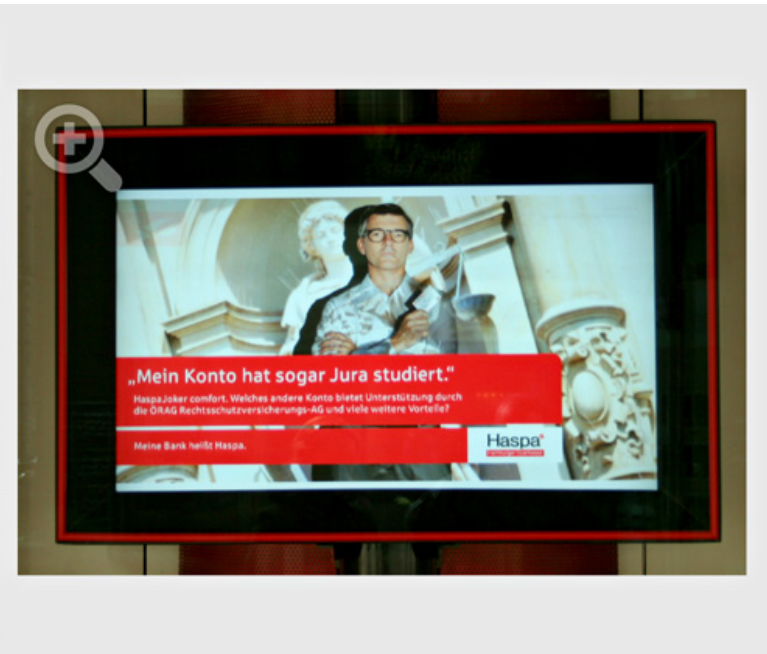 „Mein Konto hat sogar Jura studiert.“
HaspaJoker comfort. Welches andere Konto bietet Unterstützung durch
die ÖRAG Rechtsschutzversicherungs-AG und viele weitere Vorteile?
Meine Bank heißt Haspa.
Haspa